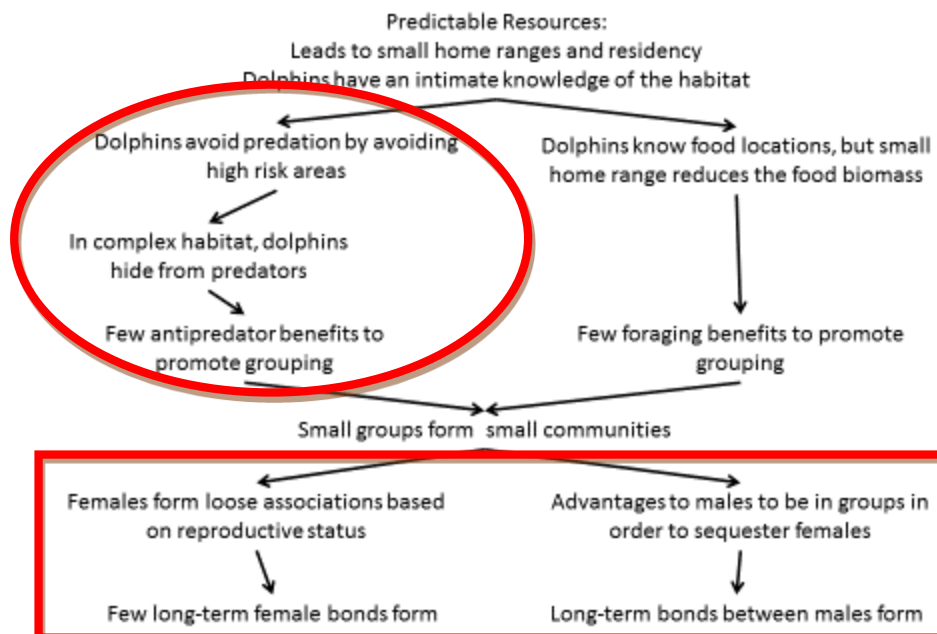 Predictable Resources:
Leads to small home ranges and residency
Dolphins have an intimate knowledge of the habitat
Dolphins avoid predation by avoiding
high risk areas
Dolphins know food locations, but small
home range reduces the food biomass
In complex habitat, dolphins
hide from predators
Few antipredator benefits to
promote grouping
Few foraging benefits to promote
grouping
Small groups form small communities
Females form loose associations based
on reproductive status
Advantages to males to be in groups in
order to sequester females
Few long-term female bonds form
Long-term bonds between males form